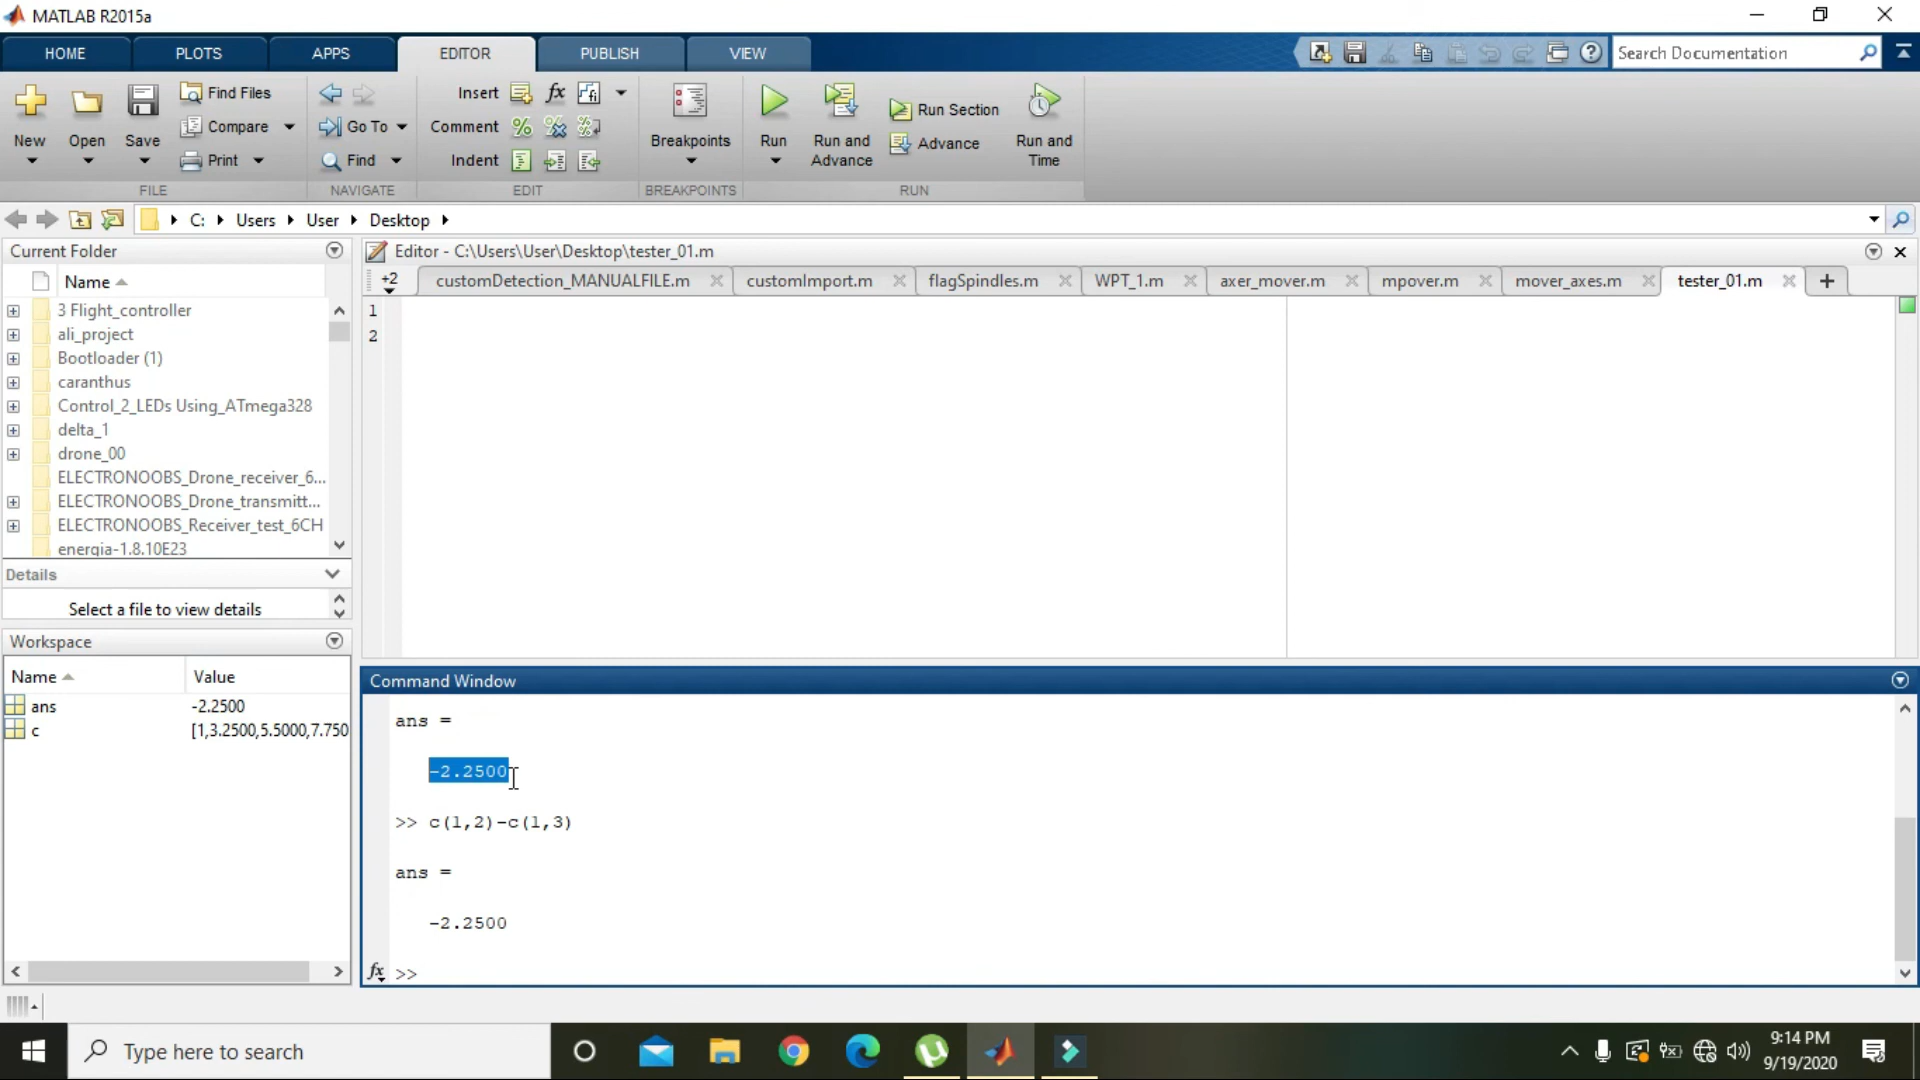 MATLAB R2015a
HOME PLOTS APPS EDITOR PUBLISH VIEW
Search Documentation
New Open Save
Find Files
Compare
Print
FILE
Go To
Find
NAVIGATE
Insert
Comment
Indent
EDIT
Breakpoints
BREAKPOINTS
Run
Run and Advance
Run Section
Advance
Run and Time
RUN
C: Users User Desktop
Current Folder
Name
3 Flight_controller
ali_project
Bootloader (1)
caranthus
Control_2_LEDs Using_ATmega328
delta_1
drone_00
ELECTRONOOBS_Drone_receiver_6...
ELECTRONOOBS_Drone_transmitt...
ELECTRONOOBS_Receiver_test_6CH
energia-1.8.10E23
Details
Select a file to view details
Workspace
Name Value
ans -2.2500
c [1,3.2500,5.5000,7.750
Editor - C:\Users\User\Desktop\tester_01.m
+2 customDetection_MANUALFILE.m customImport.m flagSpindles.m WPT_1.m axer_mover.m mpover.m mover_axes.m tester_01.m
1
2
Command Window
ans =
-2.2500
>> c(1,2)-c(1,3)
ans =
-2.2500
fx >>
Type here to search
9:14 PM
9/19/2020